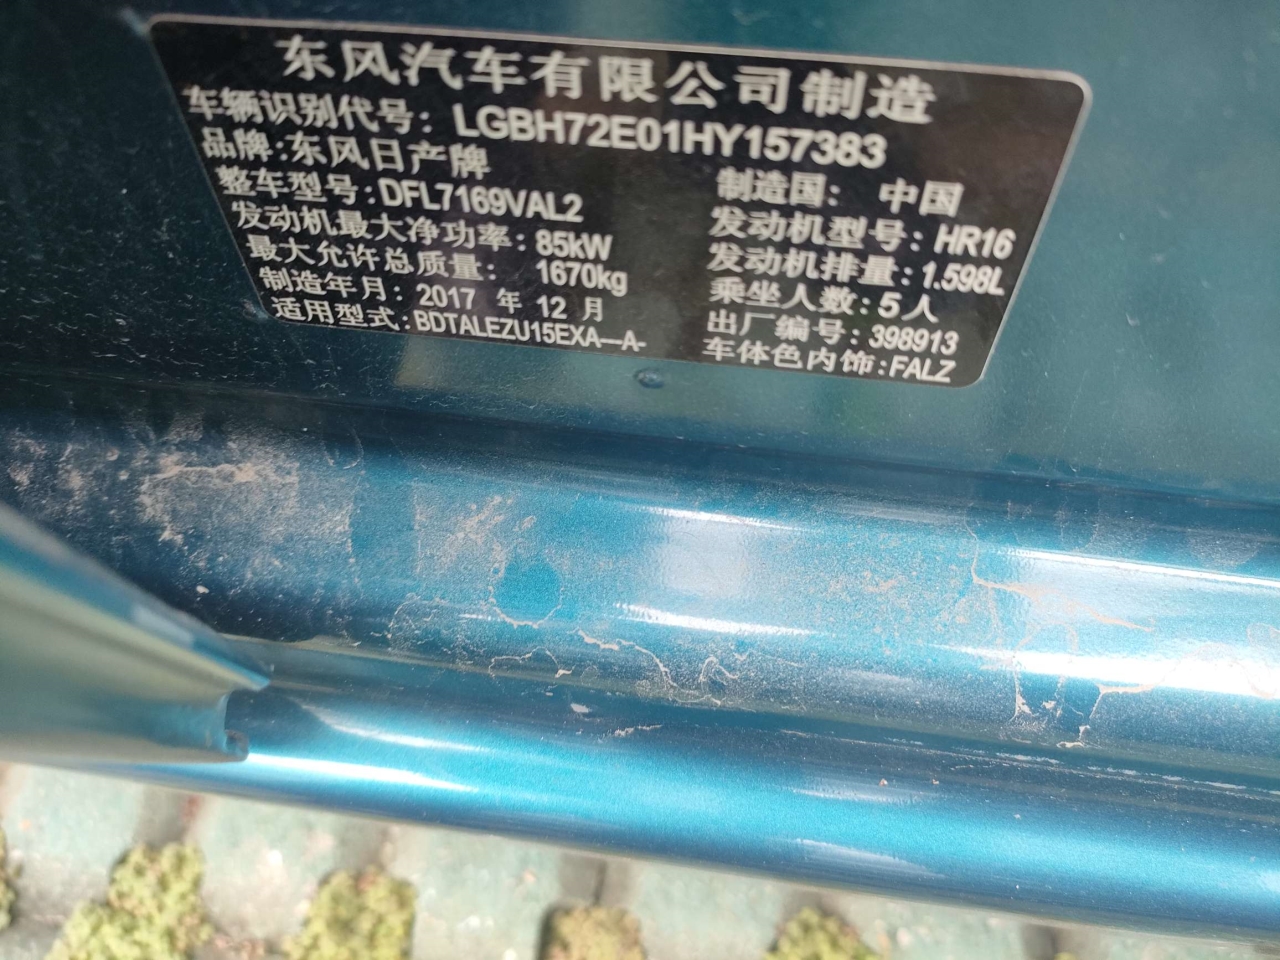 东风汽车有限公司制造
车辆识别代号：LGBH72E01HY157383
品牌:东风日产牌
制造国： 中国
整车型号:DFL7169VAL2
发动机型号:HR16
发动机最大净功率:85kW
发动机排量:1.598L
最大允许总质量： 1670kg
乘坐人数:5人
制造年月: 2017 年 12 月
出厂编号:398913
适用型式:BDTALEZU15EXA---A-
车体色内饰:FALZ